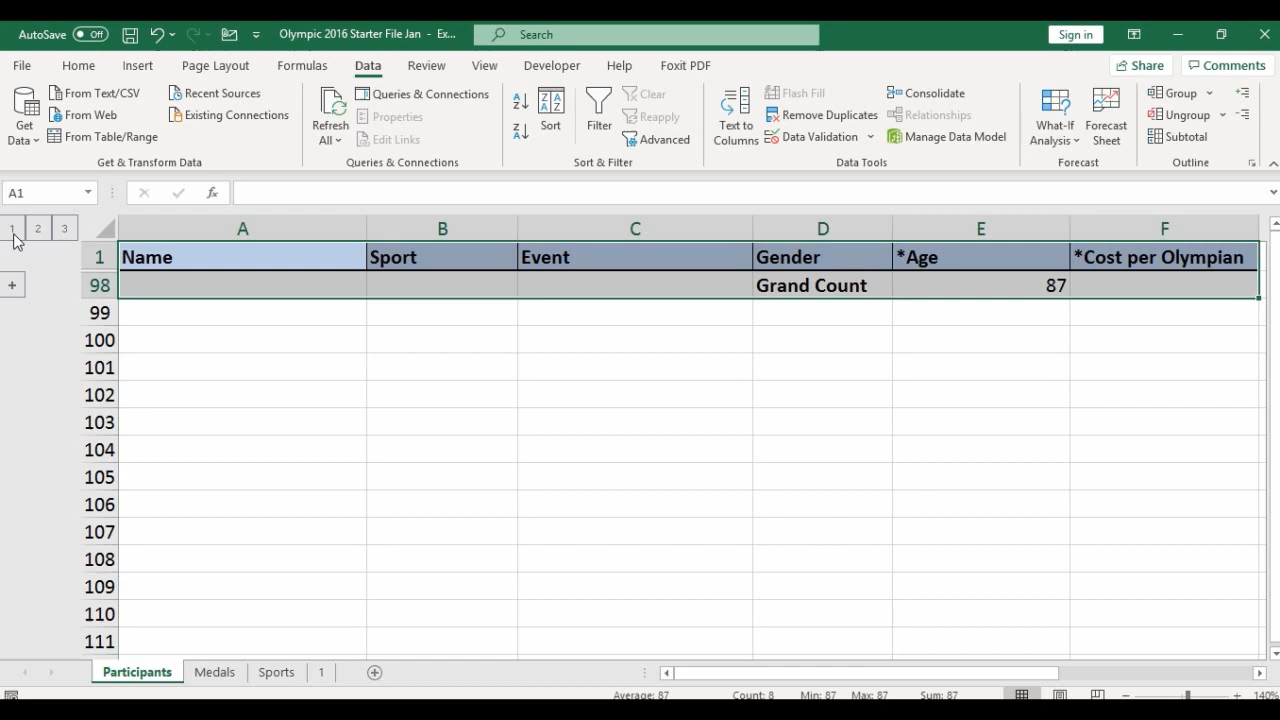 AutoSave Off Olympic 2016 Starter File Jan - Ex... Search Sign in
File Home Insert Page Layout Formulas Data Review View Developer Help Foxit PDF Share Comments
Get Data From Text/CSV Recent Sources
From Web Existing Connections
From Table/Range
Get & Transform Data
Refresh All Queries & Connections
Properties
Edit Links
Queries & Connections
Sort Filter Clear
Reapply
Advanced
Sort & Filter
Text to Columns Flash Fill Consolidate
Remove Duplicates Relationships
Data Validation Manage Data Model
Data Tools
What-If Analysis Forecast Sheet
Forecast
Group
Ungroup
Subtotal
Outline
A1 fx
1 2 3 A B C D E F
1 Name Sport Event Gender *Age *Cost per Olympian
98 Grand Count 87
99
100
101
102
103
104
105
106
107
108
109
110
111
Participants Medals Sports 1
Average: 87 Count: 8 Min: 87 Max: 87 Sum: 87 140%